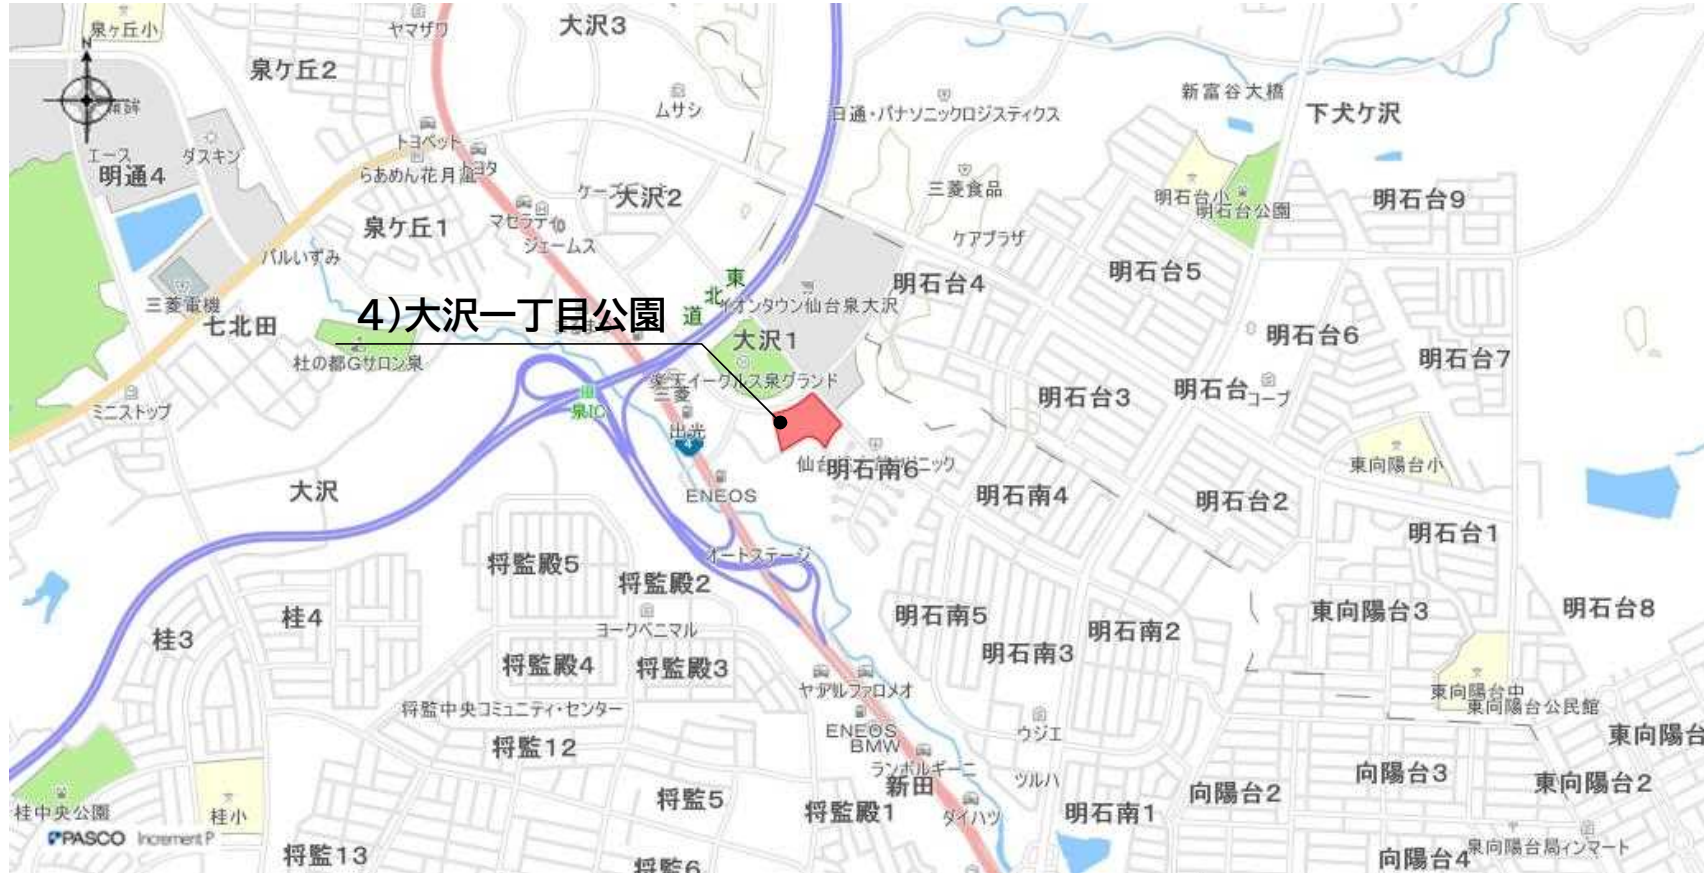 泉ヶ丘小
ヤマザワ
大沢3
N
泉ケ丘2
ムサシ
日通・パナソニックロジスティクス
新富谷大橋
下犬ケ沢
エース
ダスキン
明通4
トヨペット
トヨタ
らあめん花月嵐
大沢2
三菱食品
明石台小
明石台公園
明石台9
泉ケ丘1
マセラティ
ジェームス
ケアプラザ
パルいずみ
東
北
道
明石台4
明石台5
三菱電機
七北田
4)大沢一丁目公園
イオンタウン仙台泉大沢
大沢1
明石台6
明石台7
杜の都Gサロン泉
楽天イーグルス泉グランド
三菱
明石台
コープ
ミニストップ
泉IC
明石台3
出光
4
東向陽台小
明石南6
大沢
ENEOS
明石南4
明石台2
明石台1
将監殿5
将監殿2
オートステージ
桂4
桂3
ヨークベニマル
明石南5
明石南2
明石南3
東向陽台3
明石台8
将監殿4
将監殿3
アルファロメオ
東向陽台中
東向陽台公民館
将監中央コミュニティ・センター
将監12
ENEOS
BMW
ウジエ
東向陽台
ランボルギーニ
新田
ツルハ
向陽台3
東向陽台2
向陽台2
桂中央公園
桂小
将監5
将監殿1
ダイハツ
明石南1
PASCO Increment P
将監13
将監6
向陽台4
泉向陽台局